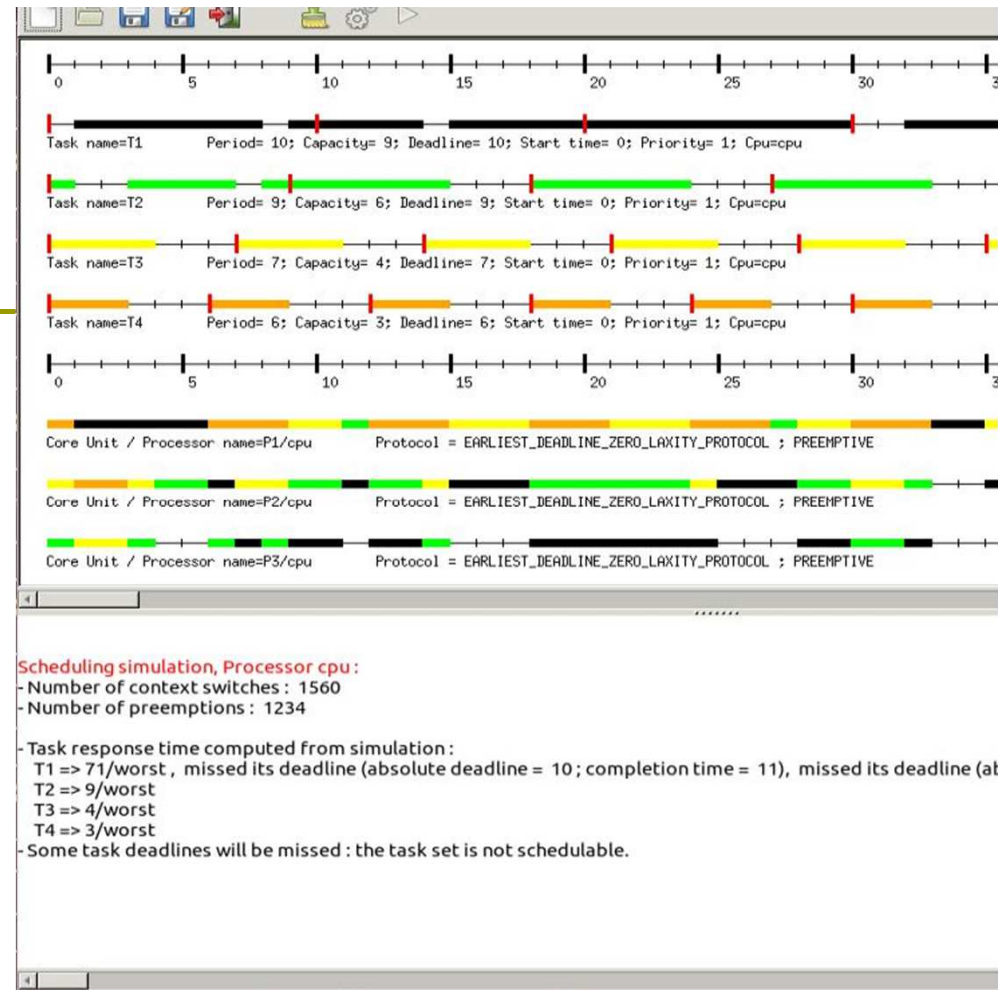 0 5 10 15 20 25 30 3
Task name=T1 Period= 10; Capacity= 9; Deadline= 10; Start time= 0; Priority= 1; Cpu=cpu
Task name=T2 Period= 9; Capacity= 6; Deadline= 9; Start time= 0; Priority= 1; Cpu=cpu
Task name=T3 Period= 7; Capacity= 4; Deadline= 7; Start time= 0; Priority= 1; Cpu=cpu
Task name=T4 Period= 6; Capacity= 3; Deadline= 6; Start time= 0; Priority= 1; Cpu=cpu
0 5 10 15 20 25 30 3
Core Unit / Processor name=P1/cpu Protocol = EARLIEST_DEADLINE_ZERO_LAXITY_PROTOCOL ; PREEMPTIVE
Core Unit / Processor name=P2/cpu Protocol = EARLIEST_DEADLINE_ZERO_LAXITY_PROTOCOL ; PREEMPTIVE
Core Unit / Processor name=P3/cpu Protocol = EARLIEST_DEADLINE_ZERO_LAXITY_PROTOCOL ; PREEMPTIVE
Scheduling simulation, Processor cpu :
- Number of context switches : 1560
- Number of preemptions : 1234
- Task response time computed from simulation :
T1 => 71/worst , missed its deadline (absolute deadline = 10 ; completion time = 11), missed its deadline (ab
T2 => 9/worst
T3 => 4/worst
T4 => 3/worst
- Some task deadlines will be missed : the task set is not schedulable.